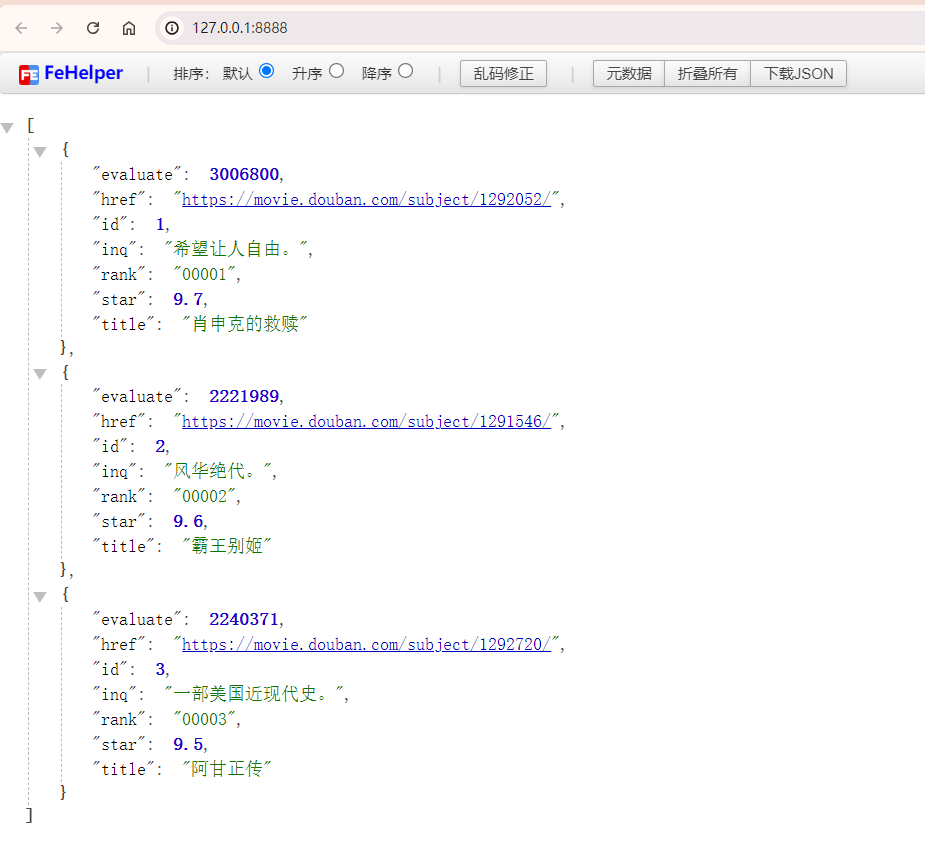 127.0.0.1:8888
FeHelper | 排序: 默认 升序 降序 | 乱码修正 | 元数据 折叠所有 下载JSON
[
{
"evaluate": 3006800,
"href": "https://movie.douban.com/subject/1292052/",
"id": 1,
"inq": "希望让人自由。",
"rank": "00001",
"star": 9.7,
"title": "肖申克的救赎"
},
{
"evaluate": 2221989,
"href": "https://movie.douban.com/subject/1291546/",
"id": 2,
"inq": "风华绝代。",
"rank": "00002",
"star": 9.6,
"title": "霸王别姬"
},
{
"evaluate": 2240371,
"href": "https://movie.douban.com/subject/1292720/",
"id": 3,
"inq": "一部美国近现代史。",
"rank": "00003",
"star": 9.5,
"title": "阿甘正传"
}
]